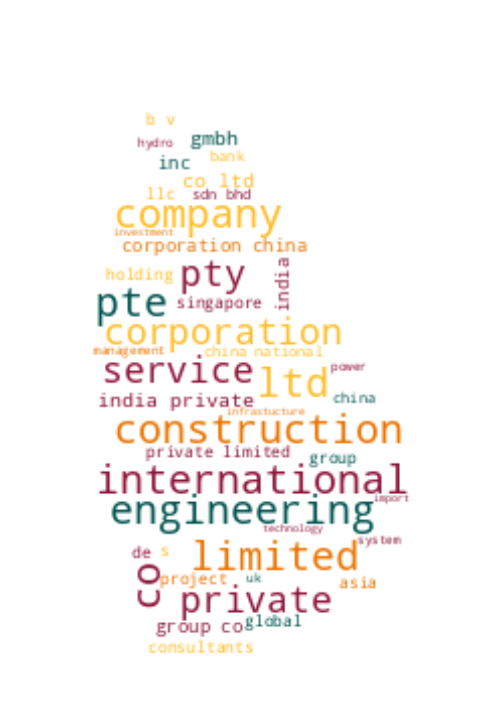 b v
hydro gmbh
inc bank
co ltd
llc sdn bhd
company
investment
corporation china
holding pty india
pte singapore
corporation
management china national
service ltd power
india private china
infrastucture
construction
private limited group
international
engineering import
technology
limited system
de s
co project uk asia
private
group co global
consultants